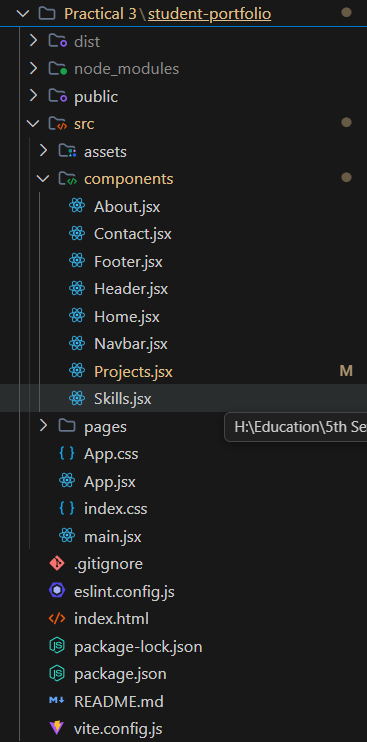 Practical 3\student-portfolio
dist
node_modules
public
src
assets
components
About.jsx
Contact.jsx
Footer.jsx
Header.jsx
Home.jsx
Navbar.jsx
Projects.jsx M
Skills.jsx
H:\Education\5th Se
pages
App.css
App.jsx
index.css
main.jsx
.gitignore
eslint.config.js
index.html
package-lock.json
package.json
README.md
vite.config.js